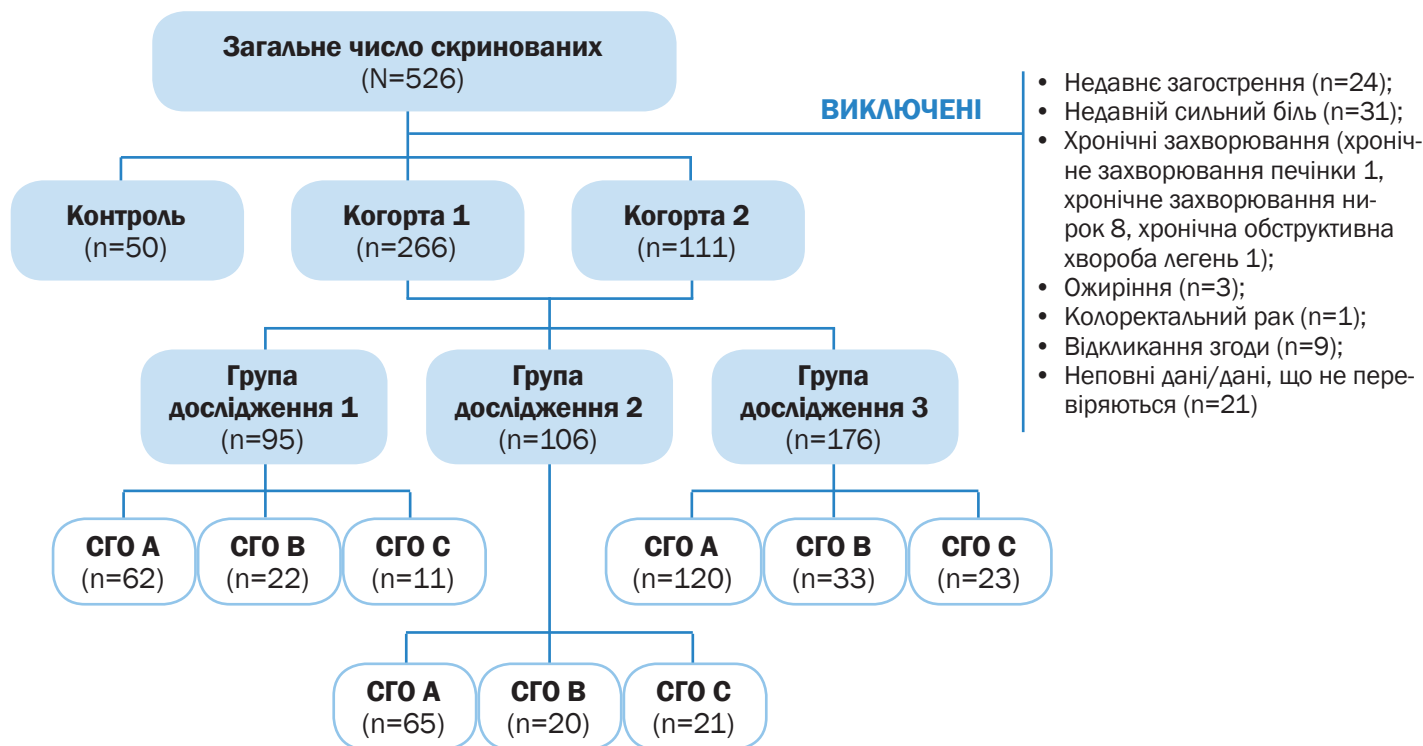 Загальне число скринованих
(N=526)
ВИКЛЮЧЕНІ
• Недавнє загострення (n=24);
• Недавній сильний біль (n=31);
• Хронічні захворювання (хроніч-
не захворювання печінки 1,
хронічне захворювання ни-
рок 8, хронічна обструктивна
хвороба легень 1);
• Ожиріння (n=3);
• Колоректальний рак (n=1);
• Відкликання згоди (n=9);
• Неповні дані/дані, що не пере-
віряються (n=21)
Контроль
(n=50)
Когорта 1
(n=266)
Когорта 2
(n=111)
Група
дослідження 1
(n=95)
Група
дослідження 2
(n=106)
Група
дослідження 3
(n=176)
СГО A
(n=62)
СГО B
(n=22)
СГО C
(n=11)
СГО A
(n=120)
СГО B
(n=33)
СГО C
(n=23)
СГО A
(n=65)
СГО B
(n=20)
СГО C
(n=21)